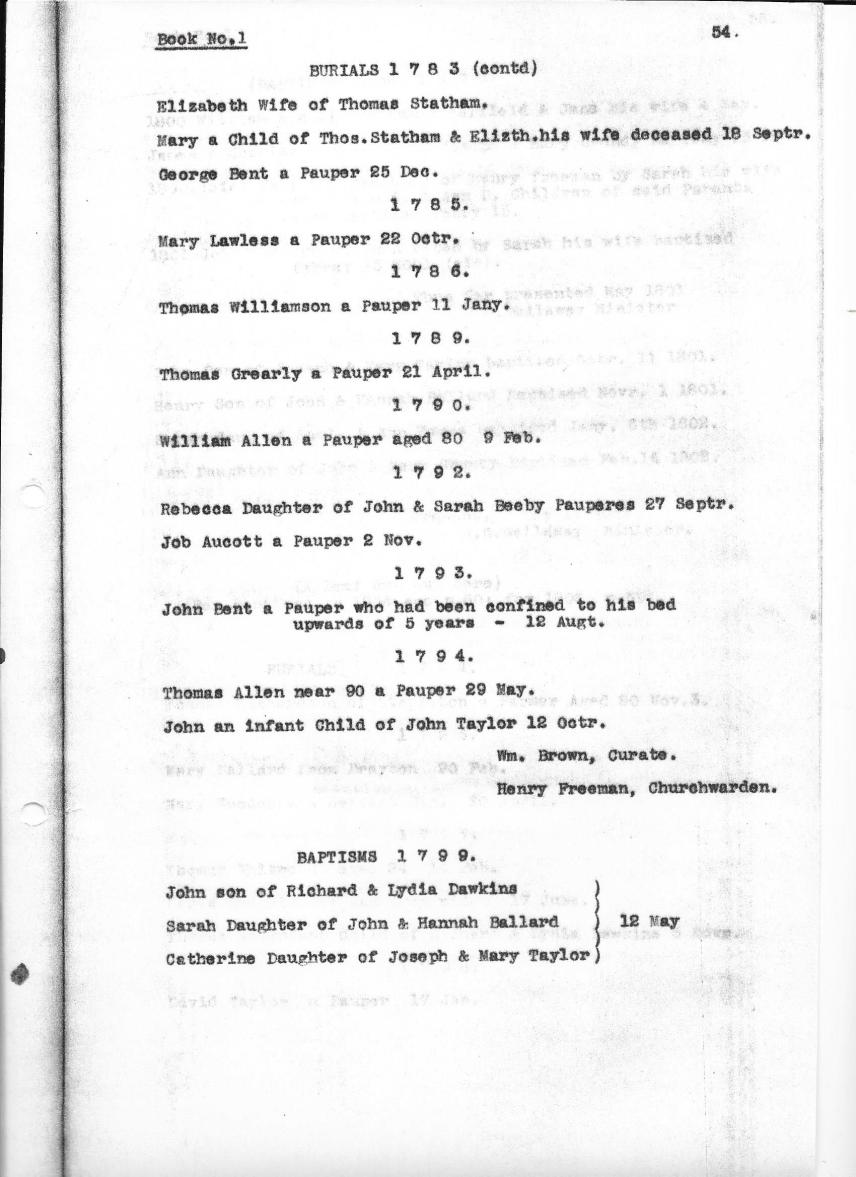 Book No.1
54.
BURIALS 1 7 8 3 (contd)
Elizabeth Wife of Thomas Statham.
Mary a Child of Thos.Statham & Elizth.his wife deceased 18 Septr.
George Bent a Pauper 25 Dec.
1 7 8 5.
Mary Lawless a Pauper 22 Octr.
1 7 8 6.
Thomas Williamson a Pauper 11 Jany.
1 7 8 9.
Thomas Grearly a Pauper 21 April.
1 7 9 0.
William Allen a Pauper aged 80 9 Feb.
1 7 9 2.
Rebecca Daughter of John & Sarah Beeby Pauperes 27 Septr.
Job Aucott a Pauper 2 Nov.
1 7 9 3.
John Bent a Pauper who had been confined to his bed
upwards of 5 years - 12 Augt.
1 7 9 4.
Thomas Allen near 90 a Pauper 29 May.
John an infant Child of John Taylor 12 Octr.
Wm. Brown, Curate.
Henry Freeman, Churchwarden.
BAPTISMS 1 7 9 9.
John son of Richard & Lydia Dawkins )
Sarah Daughter of John & Hannah Ballard ) 12 May
Catherine Daughter of Joseph & Mary Taylor)